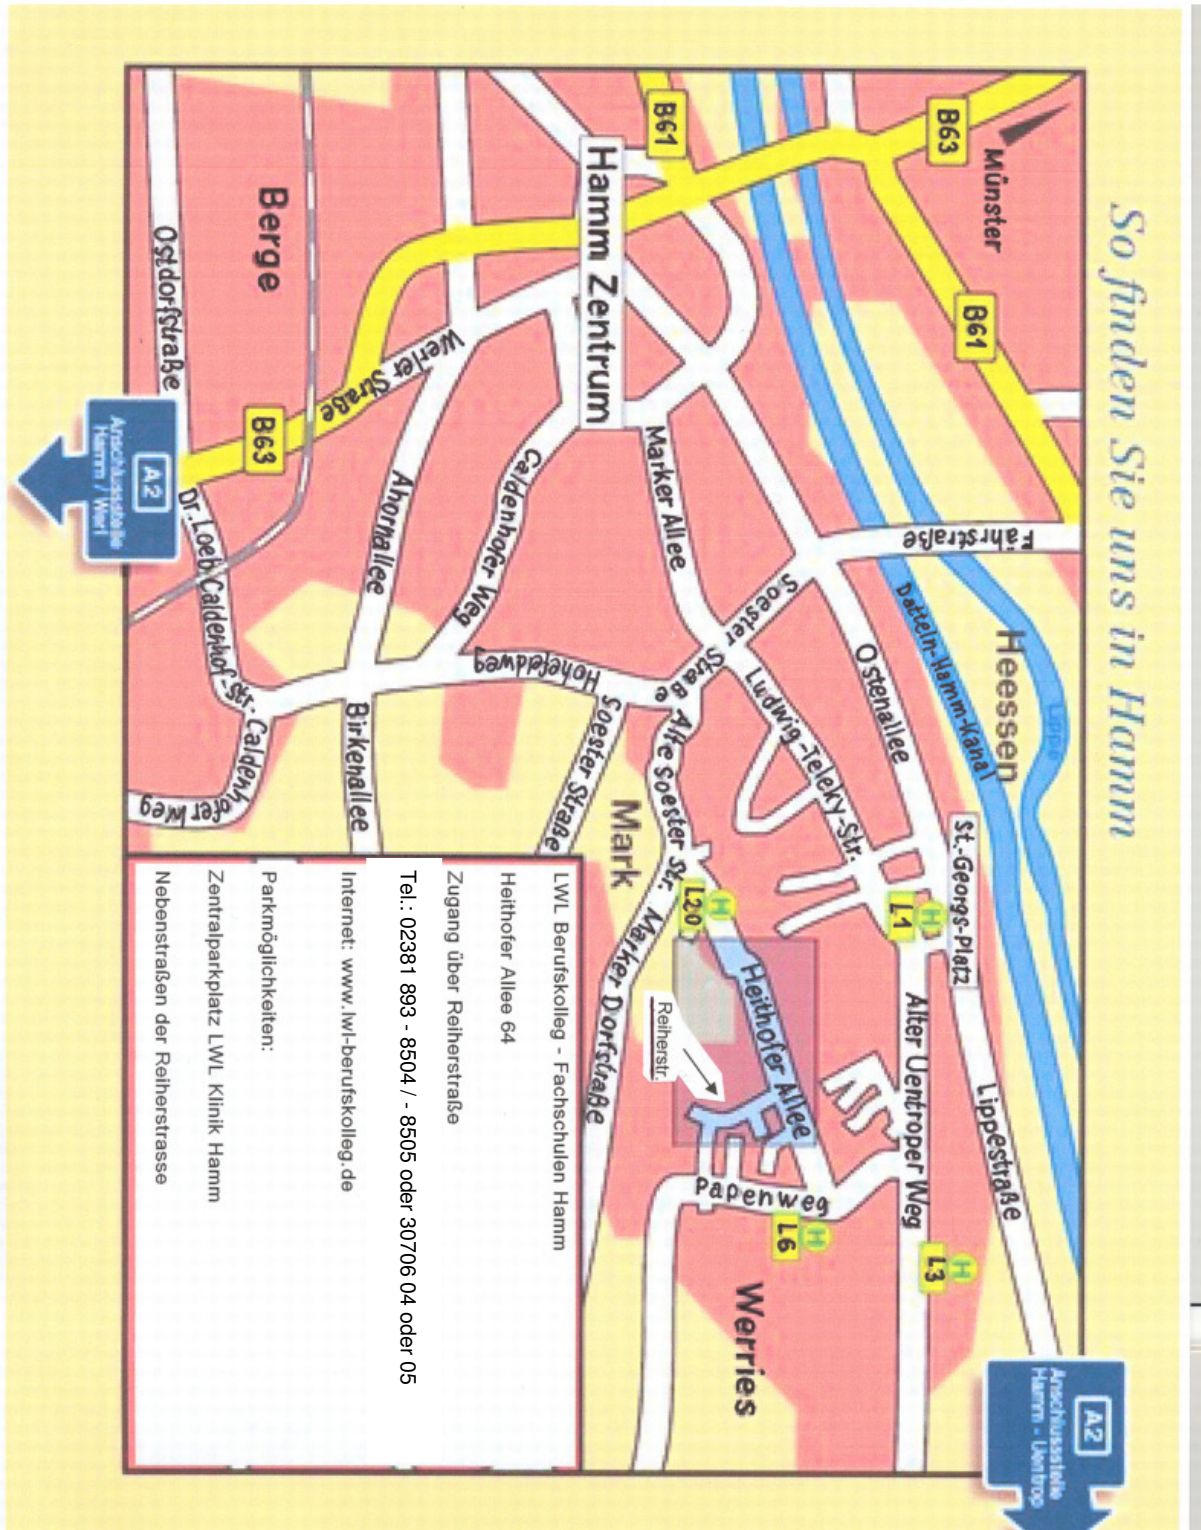 So finden Sie uns in Hamm
Münster
B63
B61
B61
Hamm Zentrum
Berge
Ostdorfstraße
Werler Straße
B63
A2
Anschlussstelle
Hamm / Werl
Fährstraße
Heessen
Lippe
Datteln-Hamm-Kanal
Ostenallee
Marker Allee
Soester Straße
Caldenhofer Weg
Ahornallee
Dr. Loeb Caldenhof-Str.
Caldenhofer Weg
Hohefeldweg
Birkenallee
Soester Straße
Alte Soester Str.
Ludwig-Teleky-Str.
Mark
St.-Georgs-Platz
H
L1
H
L20
Marker Dorfstraße
Heithofer Allee
Reiherstr.
Alter Uentroper Weg
Lippestraße
Papenweg
H
L6
H
L3
Werries
A2
Anschlussstelle
Hamm - Uentrop
LWL Berufskolleg - Fachschulen Hamm
Heithofer Allee 64
Zugang über Reiherstraße
Tel.: 02381 893 - 8504 / - 8505 oder 30706 04 oder 05
Internet: www.lwl-berufskolleg.de
Parkmöglichkeiten:
Zentralparkplatz LWL Klinik Hamm
Nebenstraßen der Reiherstrasse